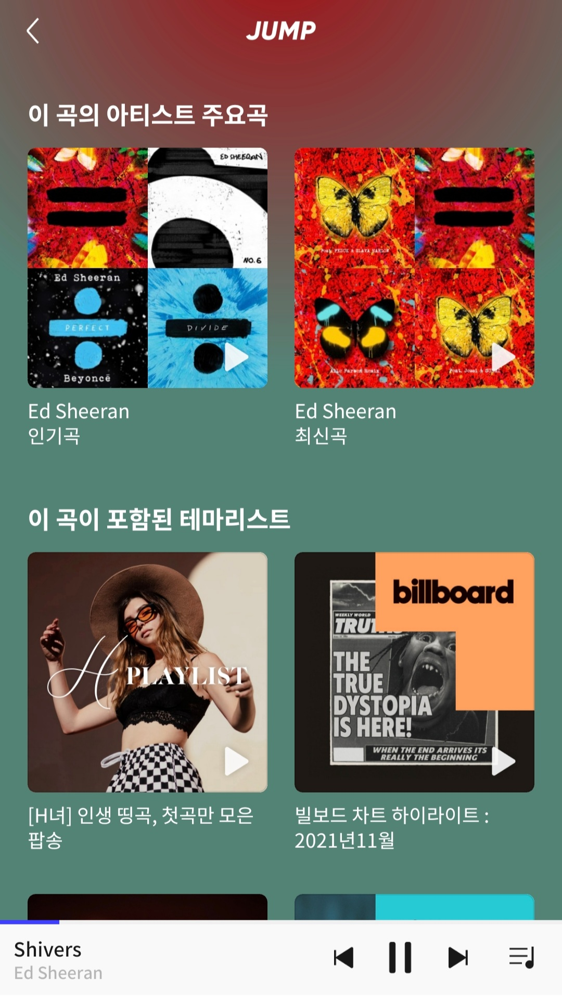 JUMP
이 곡의 아티스트 주요곡
ED SHEERAN
NO.6
Feat. FEDUK & SLAVA MARLOW
Ed Sheeran
PERFECT
Beyoncé
DIVIDE
Alle Farben Remix
Feat. Jessi & SUNMI
Ed Sheeran
인기곡
Ed Sheeran
최신곡
이 곡이 포함된 테마리스트
H PLAYLIST
billboard
WEEKLY WORLD
THE
TRUE
DYSTOPIA
IS HERE!
WHEN THE END ARRIVES ITS
REALLY THE BEGINNING
[H녀] 인생 띵곡, 첫곡만 모은
팝송
빌보드 차트 하이라이트 :
2021년11월
Shivers
Ed Sheeran